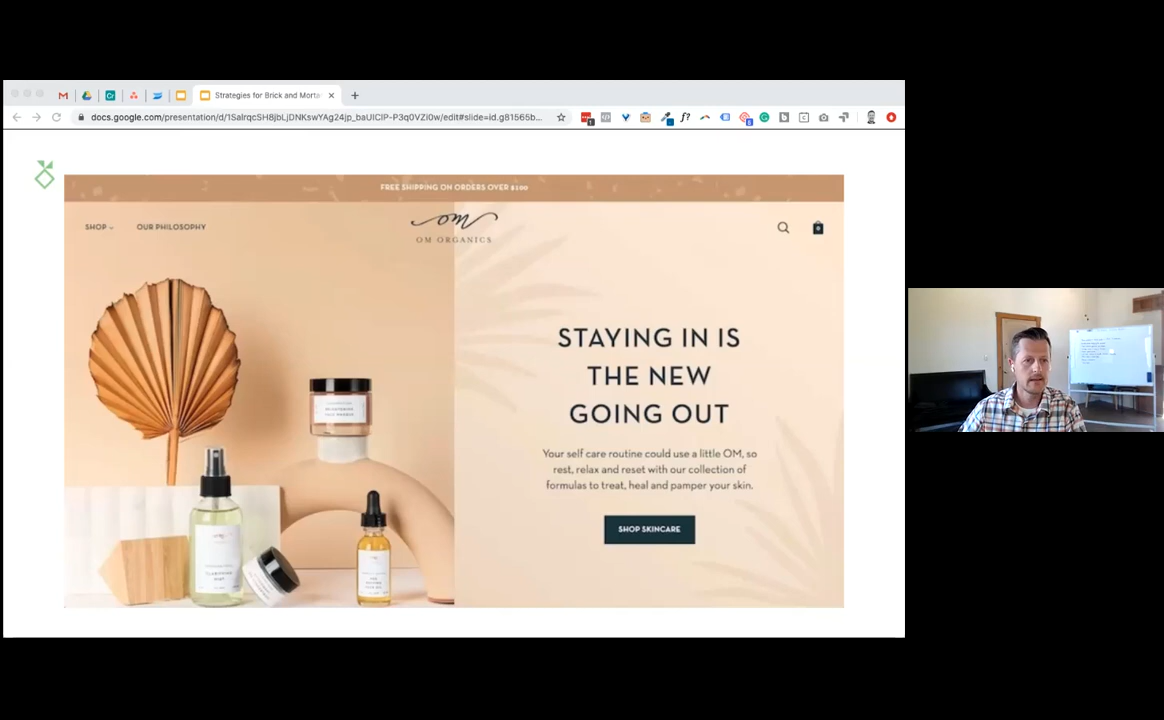 Strategies for Brick and Morta
docs.google.com/presentation/d/1SalrqcSH8jbLjDNKswYAg24jp_baUlClP-P3q0VZi0w/edit#slide=id.g81565b...
FREE SHIPPING ON ORDERS OVER $100
SHOP
OUR PHILOSOPHY
om
OM ORGANICS
STAYING IN IS
THE NEW
GOING OUT
Your self care routine could use a little OM, so
rest, relax and reset with our collection of
formulas to treat, heal and pamper your skin.
SHOP SKINCARE